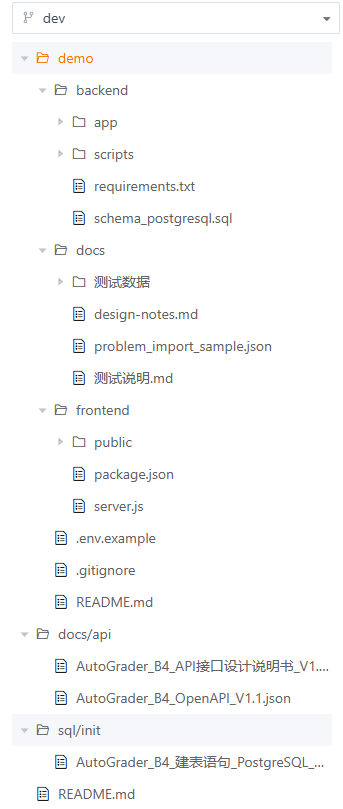 dev
demo
backend
app
scripts
requirements.txt
schema_postgresql.sql
docs
测试数据
design-notes.md
problem_import_sample.json
测试说明.md
frontend
public
package.json
server.js
.env.example
.gitignore
README.md
docs/api
AutoGrader_B4_API接口设计说明书_V1....
AutoGrader_B4_OpenAPI_V1.1.json
sql/init
AutoGrader_B4_建表语句_PostgreSQL_...
README.md